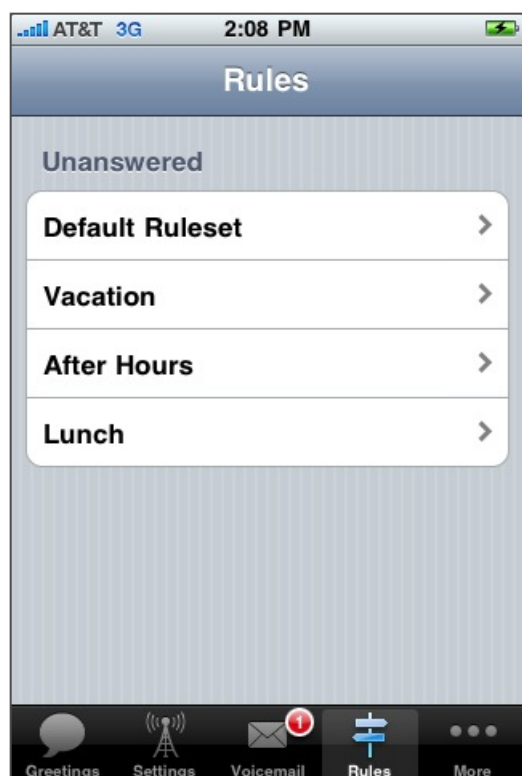 AT&T 3G 2:08 PM
Rules
Unanswered
Default Ruleset
Vacation
After Hours
Lunch
1
Greetings Settings Voicemail Rules More